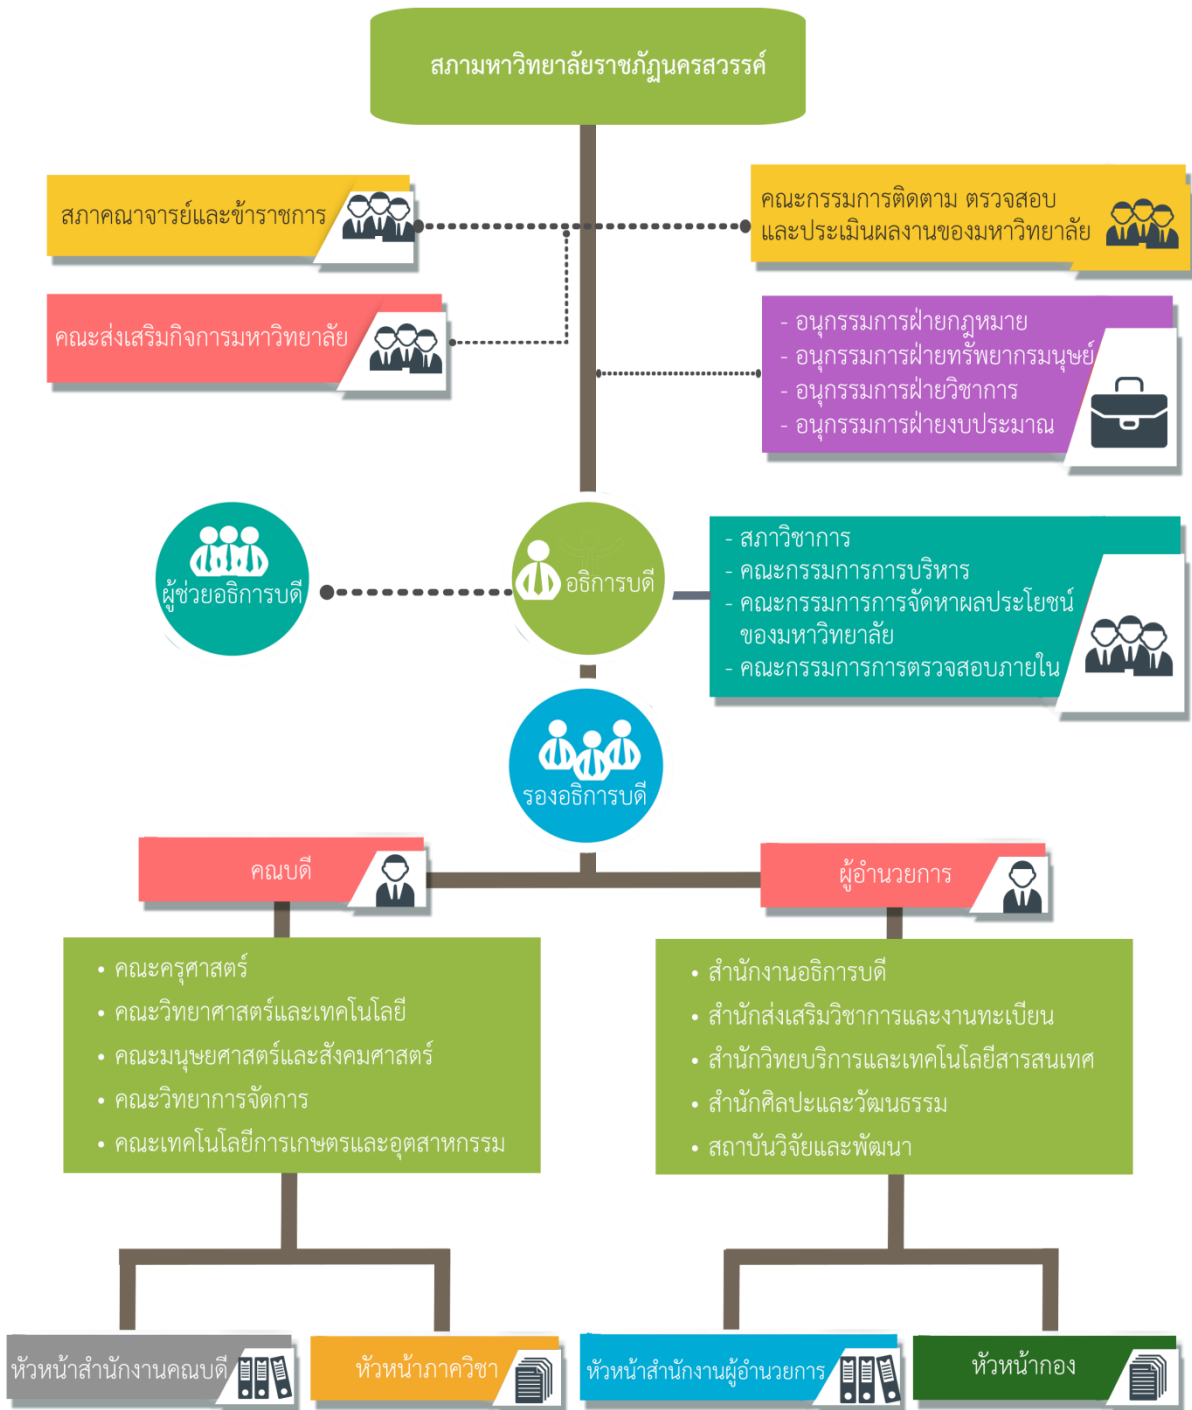 สภามหาวิทยาลัยราชภัฏนครสวรรค์
สภาคณาจารย์และข้าราชการ
คณะกรรมการติดตาม ตรวจสอบ
และประเมินผลงานของมหาวิทยาลัย
คณะส่งเสริมกิจการมหาวิทยาลัย
- อนุกรรมการฝ่ายกฎหมาย
- อนุกรรมการฝ่ายทรัพยากรมนุษย์
- อนุกรรมการฝ่ายวิชาการ
- อนุกรรมการฝ่ายงบประมาณ
ผู้ช่วยอธิการบดี
อธิการบดี
- สภาวิชาการ
- คณะกรรมการการบริหาร
- คณะกรรมการการจัดหาผลประโยชน์
ของมหาวิทยาลัย
- คณะกรรมการการตรวจสอบภายใน
รองอธิการบดี
คณบดี
ผู้อำนวยการ
• คณะครุศาสตร์
• คณะวิทยาศาสตร์และเทคโนโลยี
• คณะมนุษยศาสตร์และสังคมศาสตร์
• คณะวิทยาการจัดการ
• คณะเทคโนโลยีการเกษตรและอุตสาหกรรม
• สำนักงานอธิการบดี
• สำนักส่งเสริมวิชาการและงานทะเบียน
• สำนักวิทยบริการและเทคโนโลยีสารสนเทศ
• สำนักศิลปะและวัฒนธรรม
• สถาบันวิจัยและพัฒนา
หัวหน้าสำนักงานคณบดี
หัวหน้าภาควิชา
หัวหน้าสำนักงานผู้อำนวยการ
หัวหน้ากอง